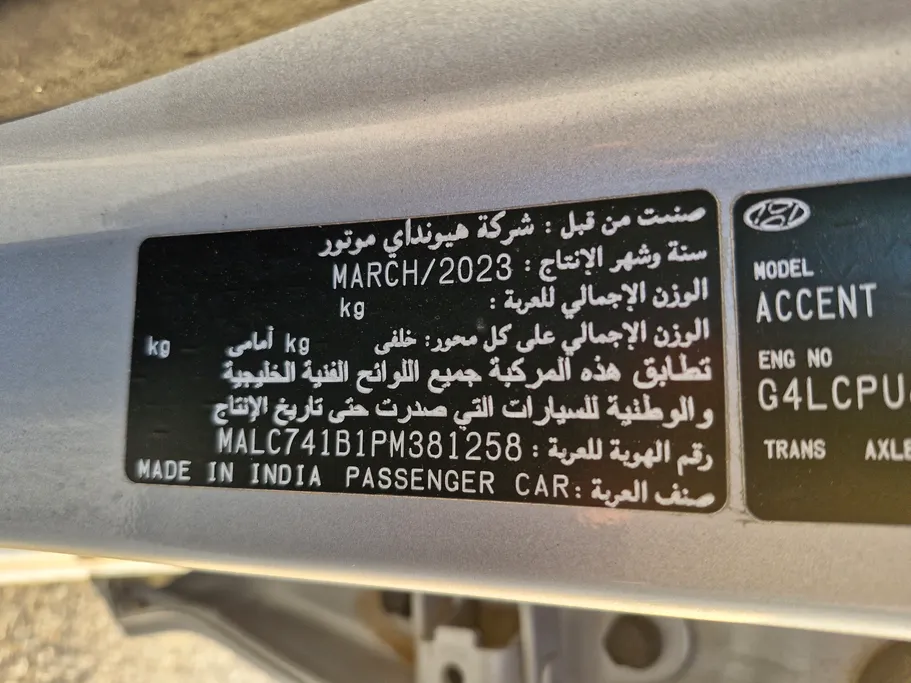 صنعت من قبل : شركة هيونداي موتور
سنة وشهر الإنتاج : MARCH/2023
الوزن الإجمالي للعربة : kg
الوزن الإجمالي على كل محور: خلفى kg أمامى kg
تطابق هذه المركبة جميع اللوائح الفنية الخليجية
والوطنية للسيارات التي صدرت حتى تاريخ الإنتاج
رقم الهوية للعربة : MALC741B1PM381258
صنف العربة : PASSENGER CAR MADE IN INDIA
MODEL
ACCENT
ENG NO
G4LCPU
TRANS AXLE